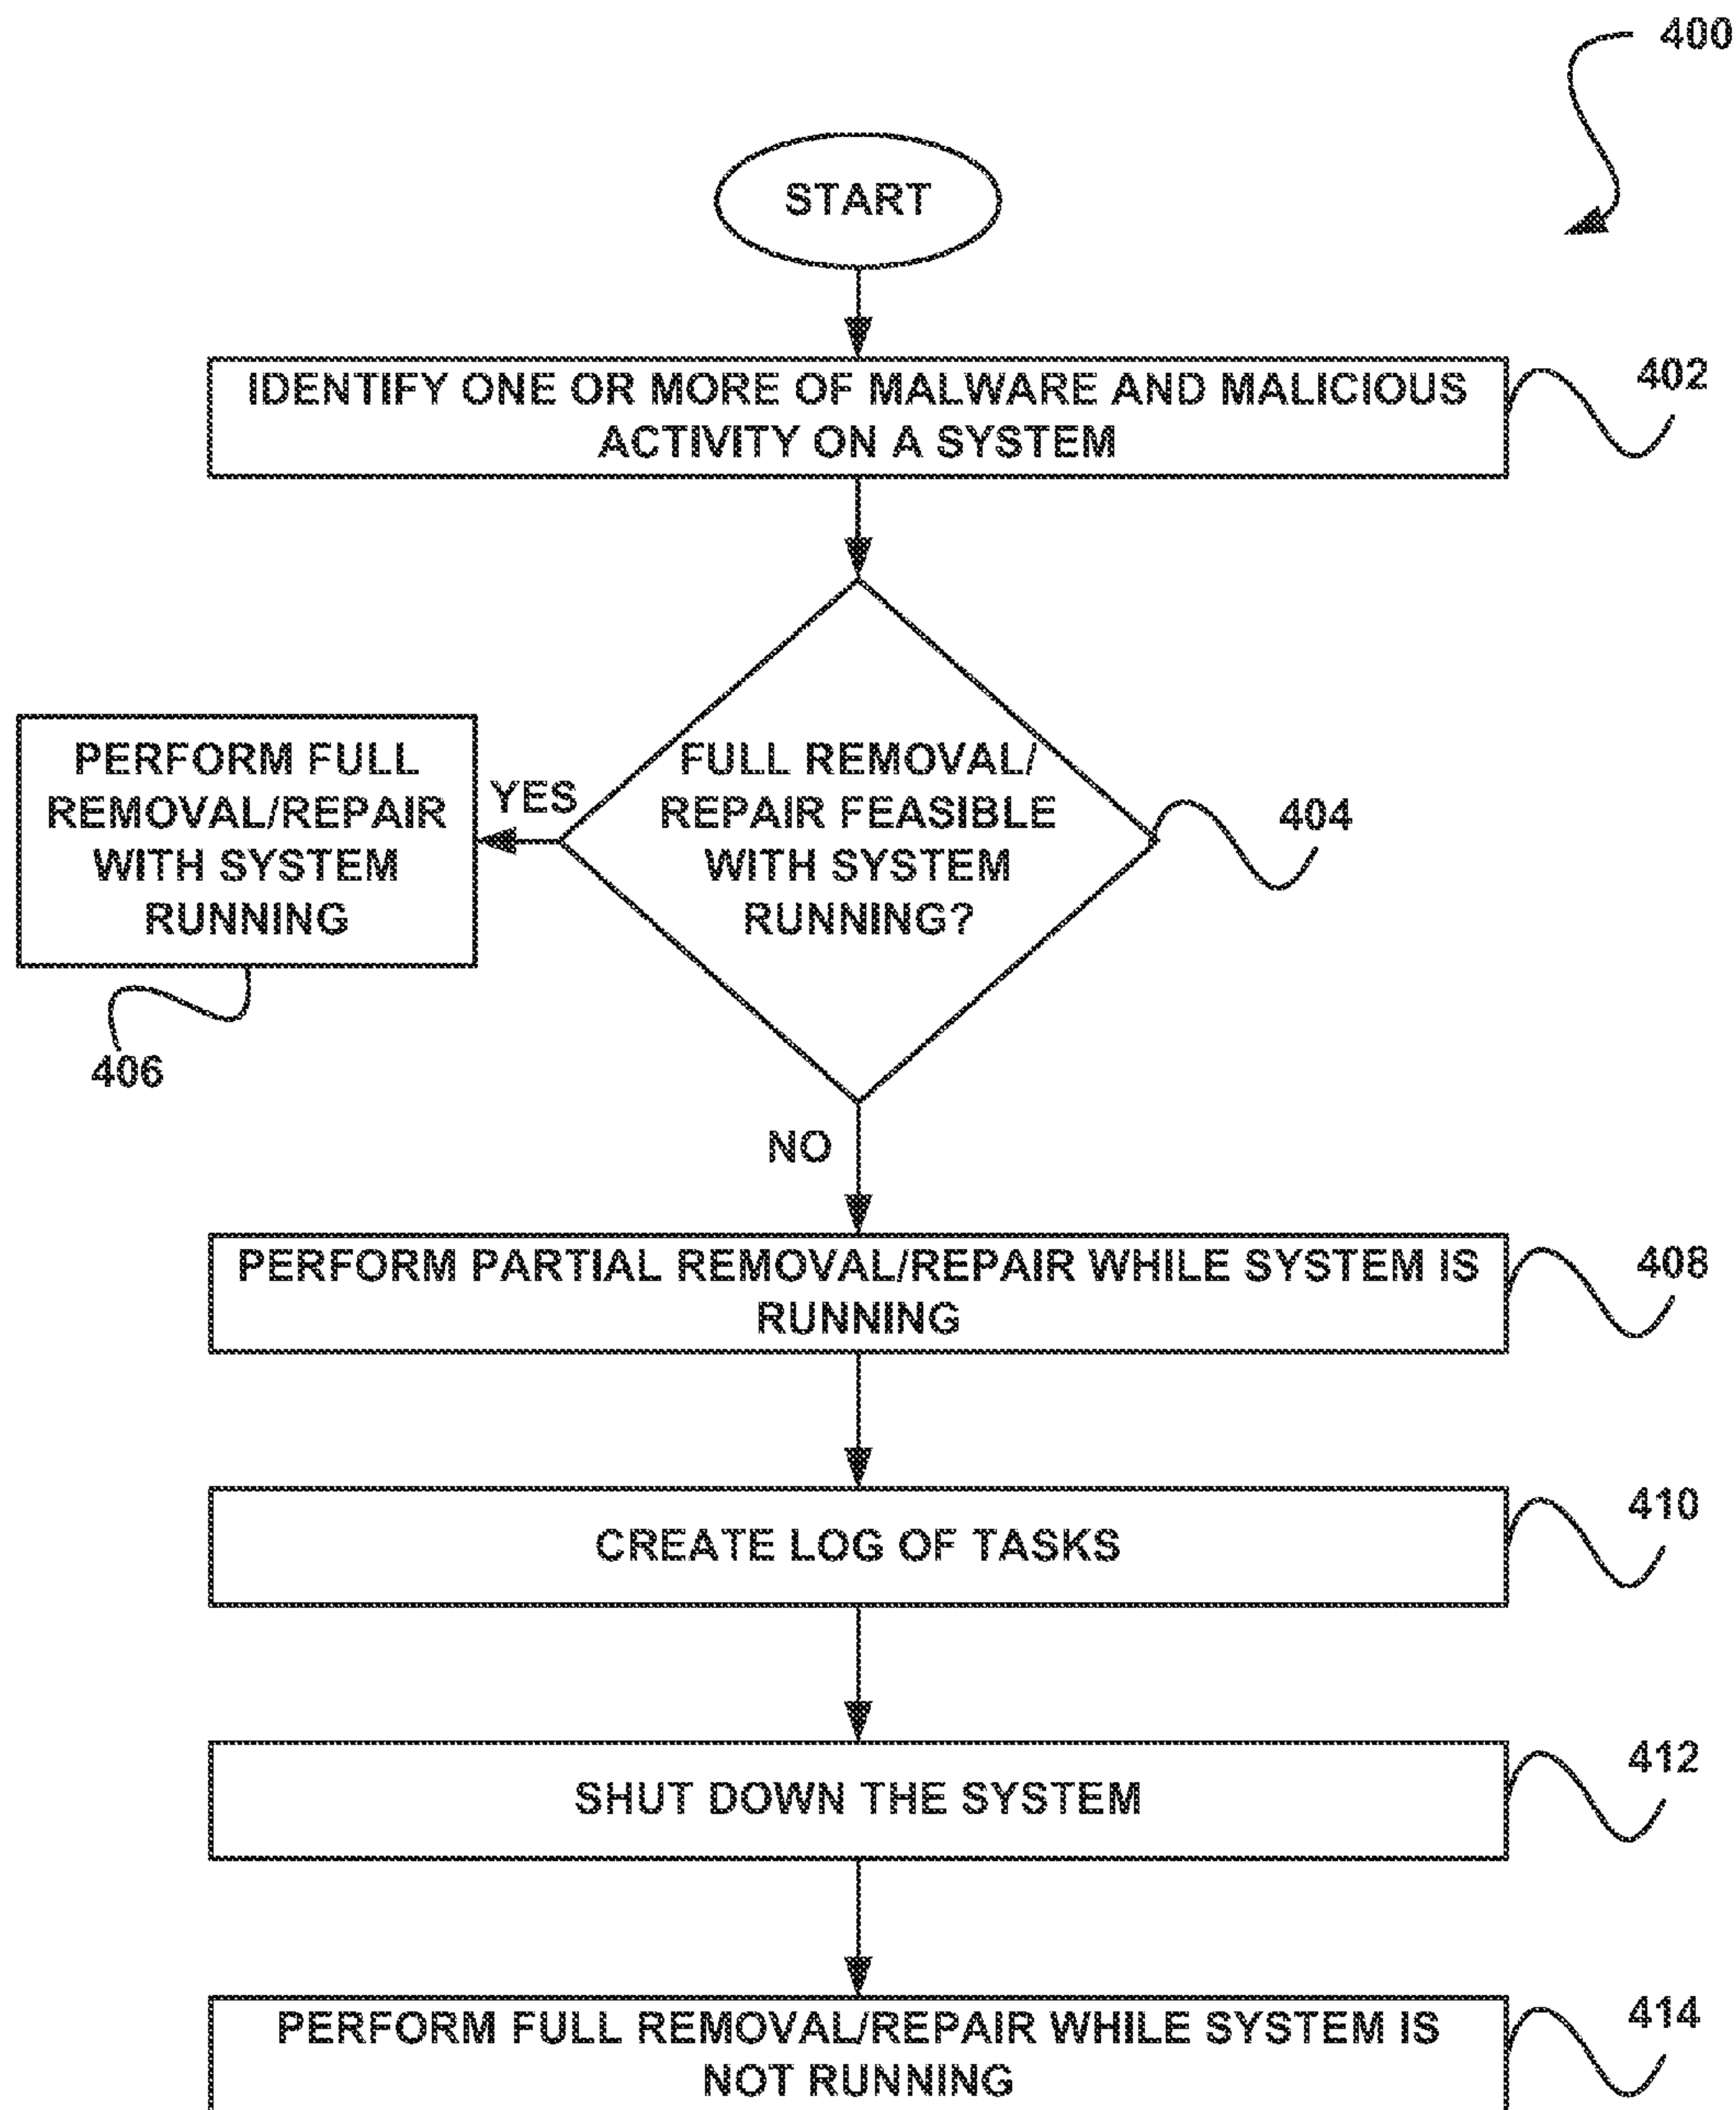 400
START
IDENTIFY ONE OR MORE OF MALWARE AND MALICIOUS
ACTIVITY ON A SYSTEM
402
FULL REMOVAL/
REPAIR FEASIBLE
WITH SYSTEM
RUNNING?
404
YES
PERFORM FULL
REMOVAL/REPAIR
WITH SYSTEM
RUNNING
406
NO
PERFORM PARTIAL REMOVAL/REPAIR WHILE SYSTEM IS
RUNNING
408
CREATE LOG OF TASKS
410
SHUT DOWN THE SYSTEM
412
PERFORM FULL REMOVAL/REPAIR WHILE SYSTEM IS
NOT RUNNING
414